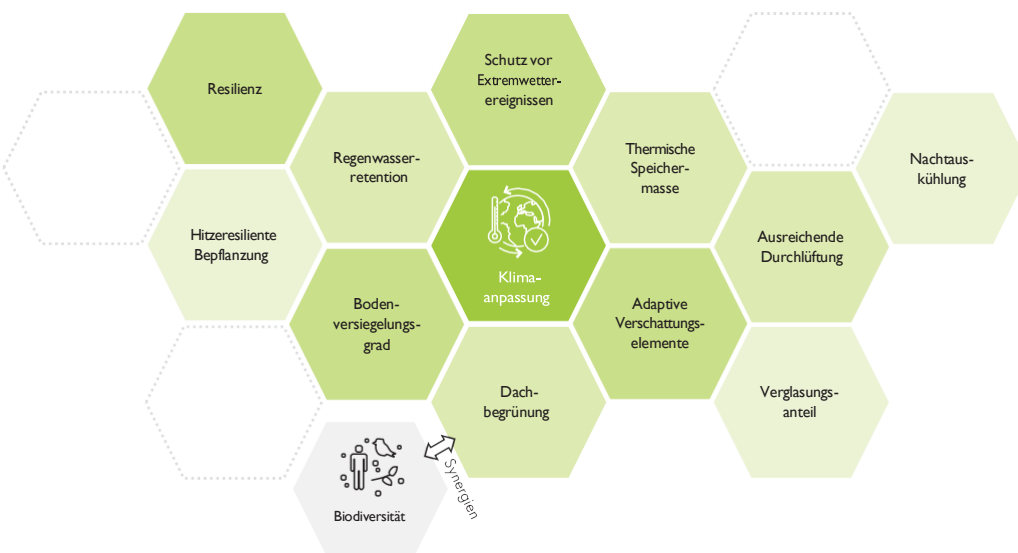 Resilienz
Schutz vor
Extremwetter-
ereignissen
Regenwasser-
retention
Thermische
Speicher-
masse
Nachtaus-
kühlung
Hitzeresiliente
Bepflanzung
Klima-
anpassung
Ausreichende
Durchlüftung
Boden-
versiegelungs-
grad
Adaptive
Verschattungs-
elemente
Dach-
begrünung
Verglasungs-
anteil
Synergien
Biodiversität